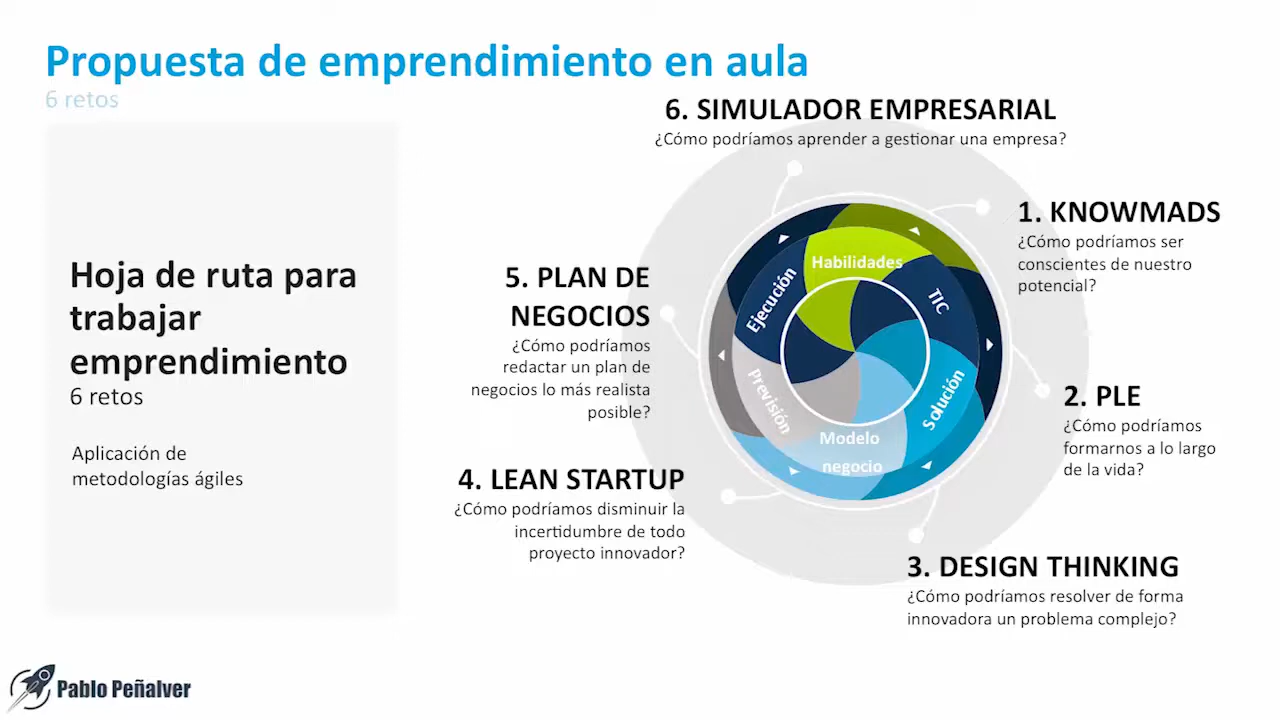 Propuesta de emprendimiento en aula
6 retos
Hoja de ruta para
trabajar
emprendimiento
6 retos
Aplicación de
metodologías ágiles
6. SIMULADOR EMPRESARIAL
¿Cómo podríamos aprender a gestionar una empresa?
1. KNOWMADS
¿Cómo podríamos ser
conscientes de nuestro
potencial?
2. PLE
¿Cómo podríamos
formarnos a lo largo
de la vida?
3. DESIGN THINKING
¿Cómo podríamos resolver de forma
innovadora un problema complejo?
4. LEAN STARTUP
¿Cómo podríamos disminuir la
incertidumbre de todo
proyecto innovador?
5. PLAN DE
NEGOCIOS
¿Cómo podríamos
redactar un plan de
negocios lo más realista
posible?
Habilidades
TIC
Solución
Modelo
negocio
Previsión
Ejecución
Pablo Peñalver